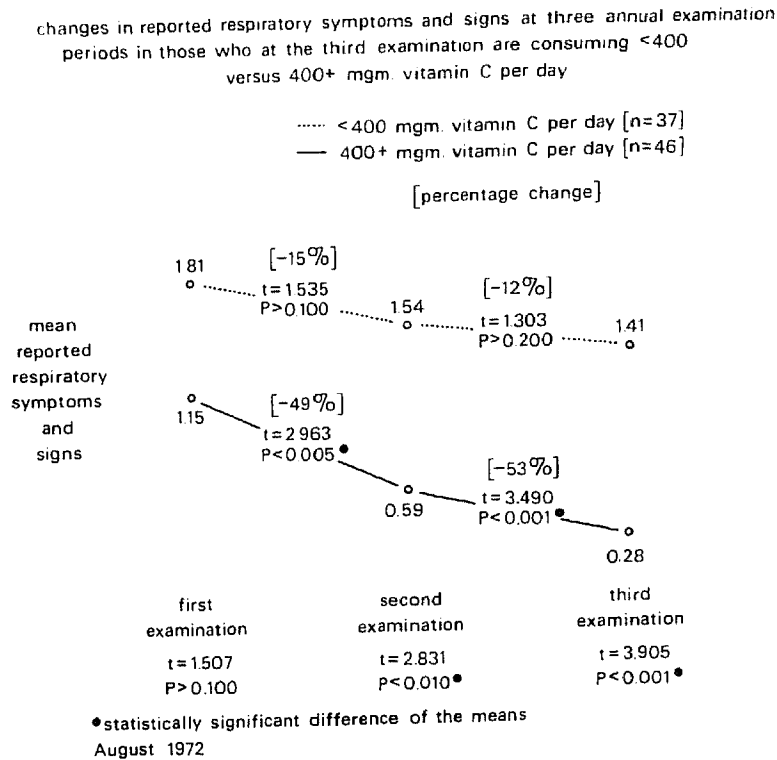 changes in reported respiratory symptoms and signs at three annual examination
periods in those who at the third examination are consuming <400
versus 400+ mgm. vitamin C per day
<400 mgm. vitamin C per day [n=37]
400+ mgm. vitamin C per day [n=46]
[percentage change]
1.81
[-15%]
t=1.535
P>0.100
1.54
[-12%]
t=1.303
P>0.200
1.41
mean
reported
respiratory
symptoms
and
signs
1.15
[-49%]
t=2.963
P<0.005●
0.59
[-53%]
t=3.490
P<0.001●
0.28
first
examination
t=1.507
P>0.100
second
examination
t=2.831
P<0.010●
third
examination
t=3.905
P<0.001●
●statistically significant difference of the means
August 1972